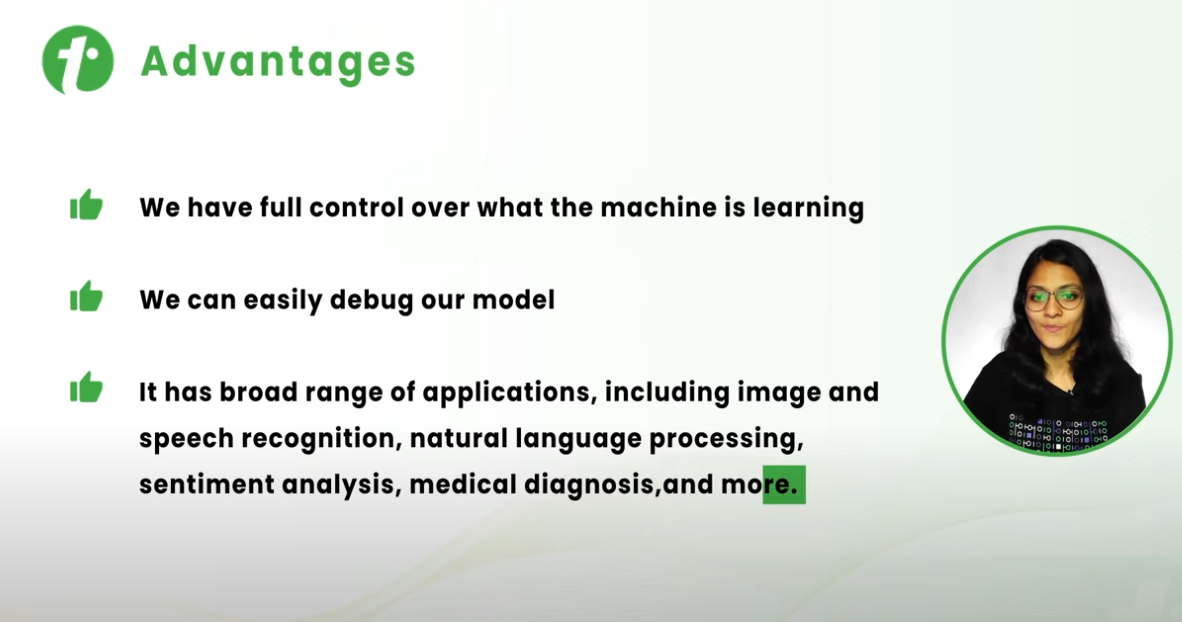 Advantages
We have full control over what the machine is learning
We can easily debug our model
It has broad range of applications, including image and
speech recognition, natural language processing,
sentiment analysis, medical diagnosis,and more.